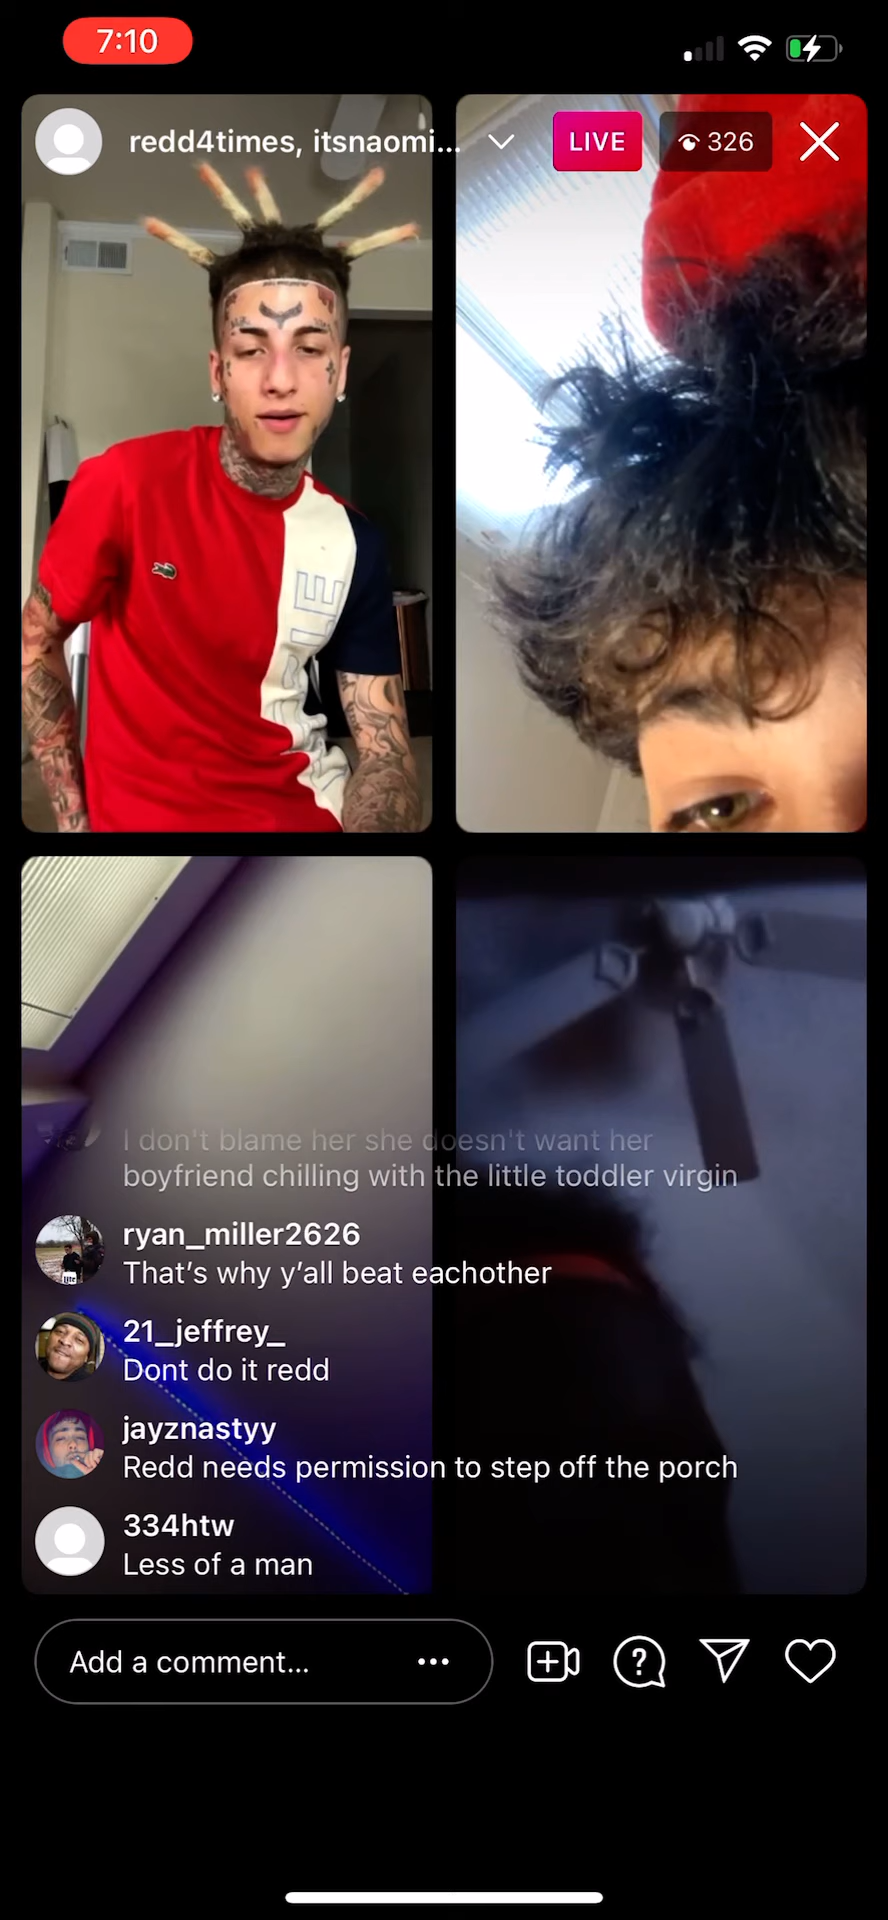 7:10
redd4times, itsnaomi...
LIVE
326
I don't blame her she doesn't want her
boyfriend chilling with the little toddler virgin
ryan_miller2626
That’s why y’all beat eachother
21_jeffrey_
Dont do it redd
jayznastyy
Redd needs permission to step off the porch
334htw
Less of a man
Add a comment...